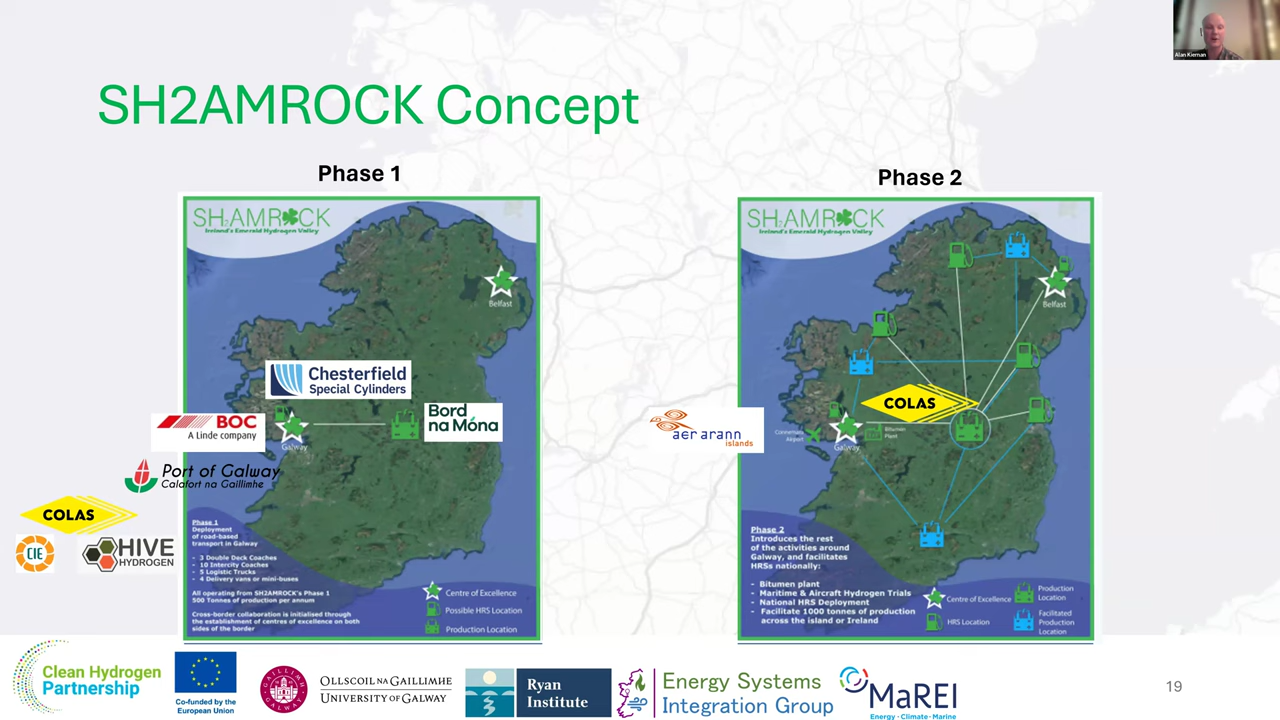 Alan Kiernan
SH2AMROCK Concept
Phase 1
SH2AMROCK
Ireland's Emerald Hydrogen Valley
Belfast
Chesterfield
Special Cylinders
BOC
A Linde company
Galway
Bord
na Móna
Port of Galway
Calafort na Gaillimhe
COLAS
CIE
HIVE
HYDROGEN
Phase 1
Deployment
of road-based
transport in Galway
- 3 Double Deck Coaches
- 10 Intercity Coaches
- 5 Logistic Trucks
- 4 Delivery vans or mini-buses
All operating from SH2AMROCK's Phase 1
500 Tonnes of production per annum
Cross-border collaboration is initialised through
the establishment of centres of excellence on both
sides of the border
Centre of Excellence
Possible HRS Location
Production Location
Phase 2
SH2AMROCK
Ireland's Emerald Hydrogen Valley
Belfast
COLAS
aer arann
islands
Connemara
Airport
Galway
Bitumen
Plant
Phase 2
Introduces the rest
of the activities around
Galway, and facilitates
HRSs nationally:
- Bitumen plant
- Maritime & Aircraft Hydrogen Trials
- National HRS Deployment
- Facilitate 1000 tonnes of production
across the island or Ireland
Centre of Excellence
HRS Location
Production
Location
Facilitated
Production
Location
Clean Hydrogen
Partnership
Co-funded by the
European Union
OLLSCOIL NA GAILLIMHE
UNIVERSITY OF GALWAY
Ryan
Institute
Energy Systems
Integration Group
MaREI
Energy • Climate • Marine
19